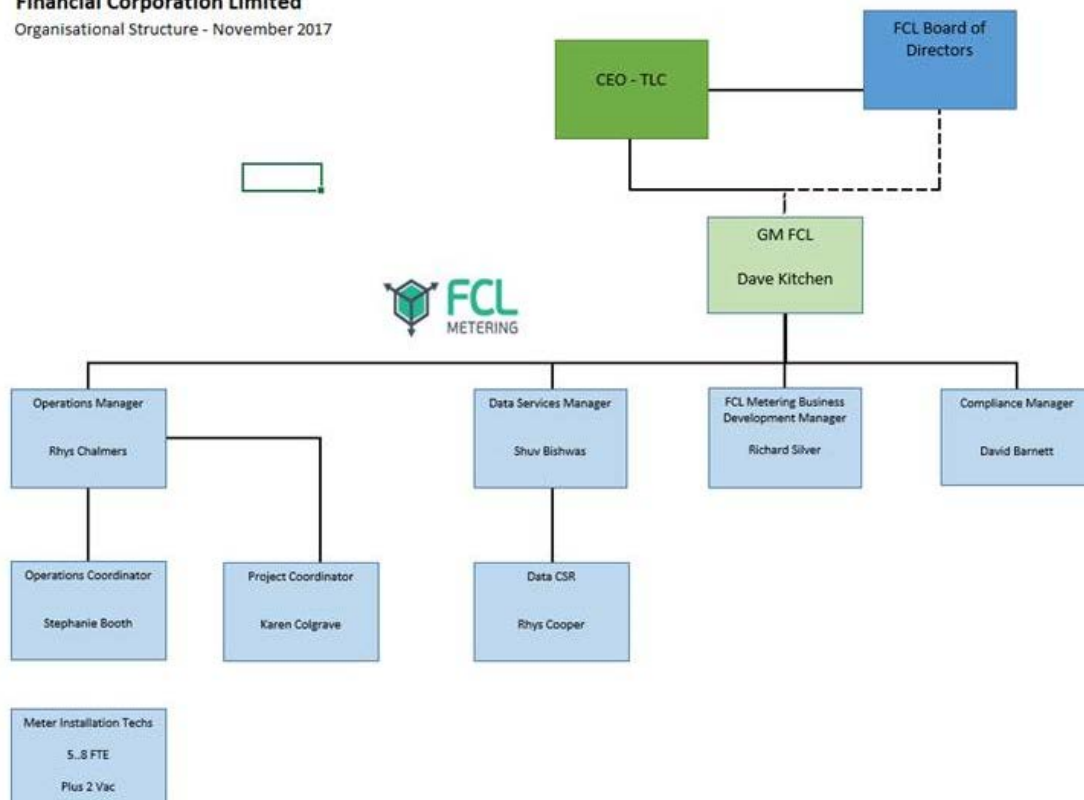 Financial Corporation Limited
Organisational Structure - November 2017
FCL Board of
Directors
CEO - TLC
GM FCL
Dave Kitchen
FCL
METERING
Operations Manager
Rhys Chalmers
Data Services Manager
Shuv Bishwas
FCL Metering Business
Development Manager
Richard Silver
Compliance Manager
David Barnett
Operations Coordinator
Stephanie Booth
Project Coordinator
Karen Colgrave
Data CSR
Rhys Cooper
Meter Installation Techs
5..8 FTE
Plus 2 Vac